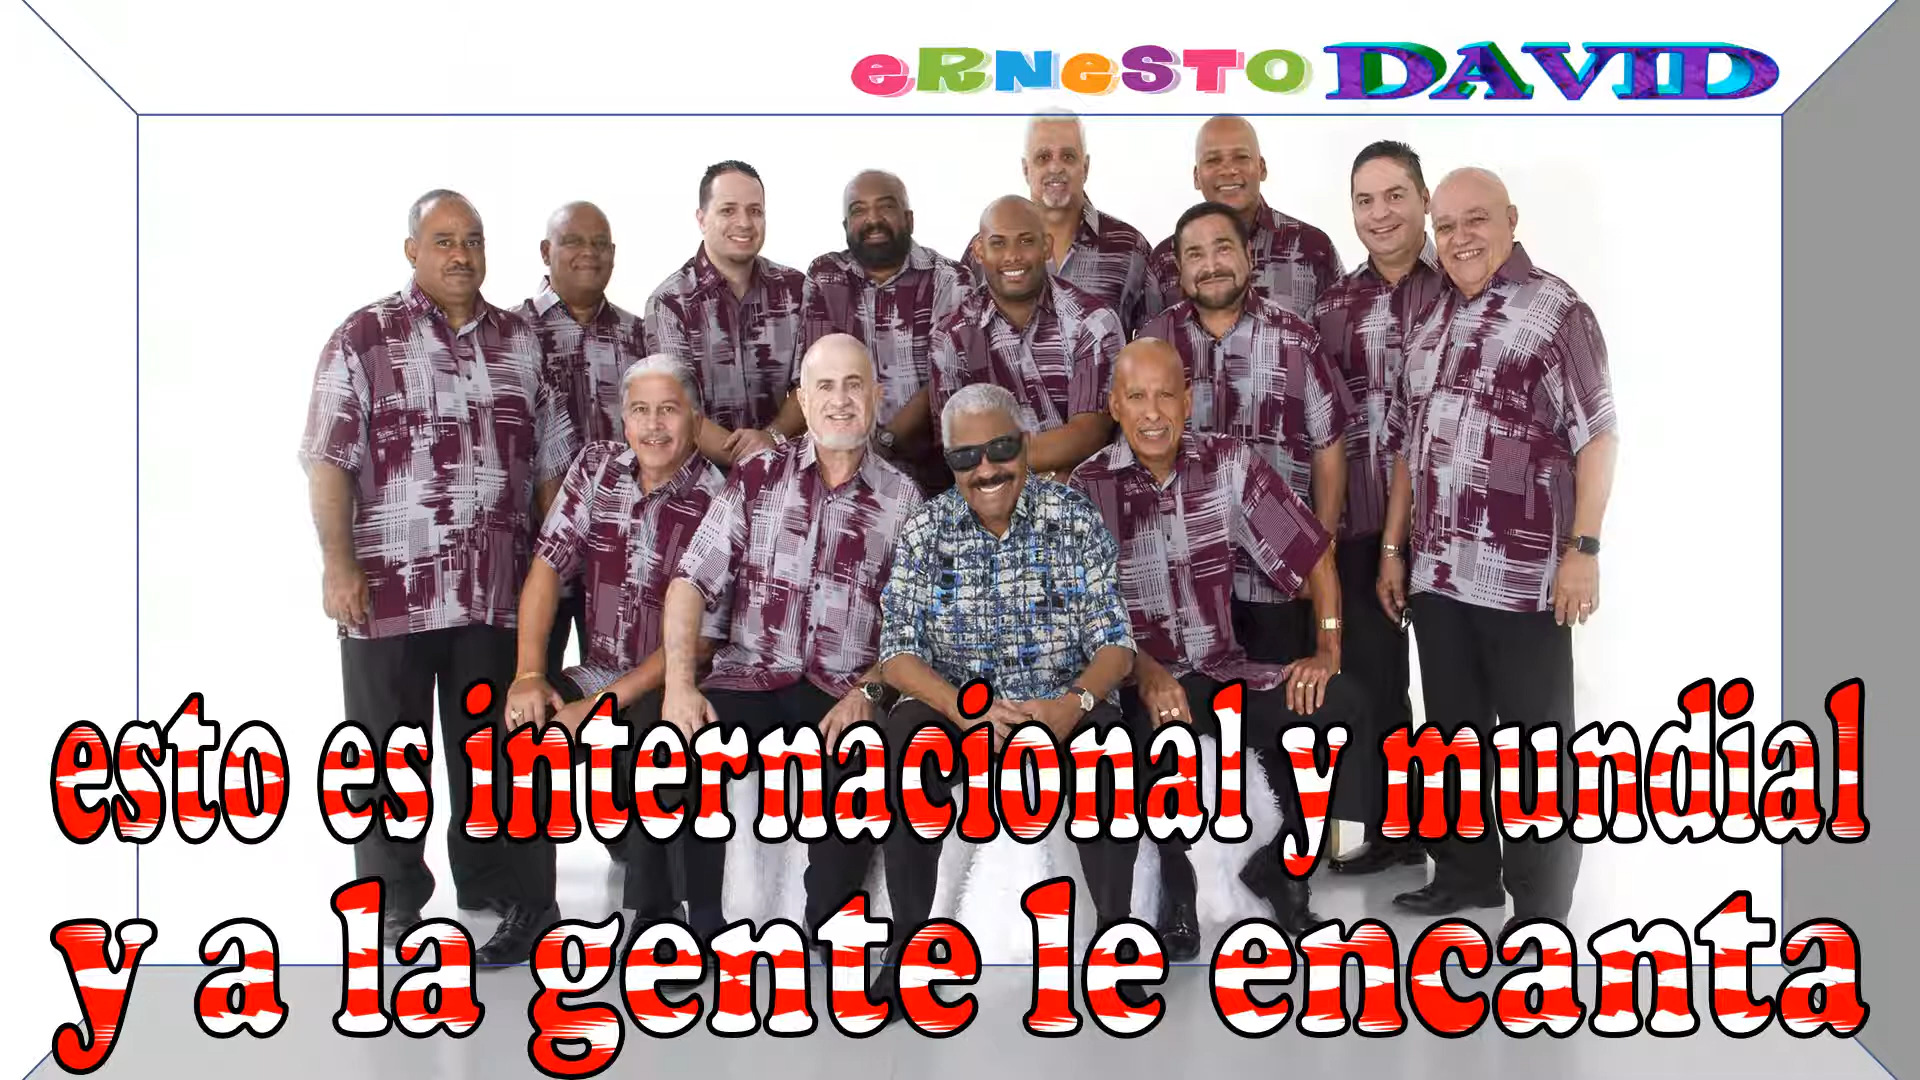 eRNeSTO DAVID
esto es internacional y mundial
y a la gente le encanta